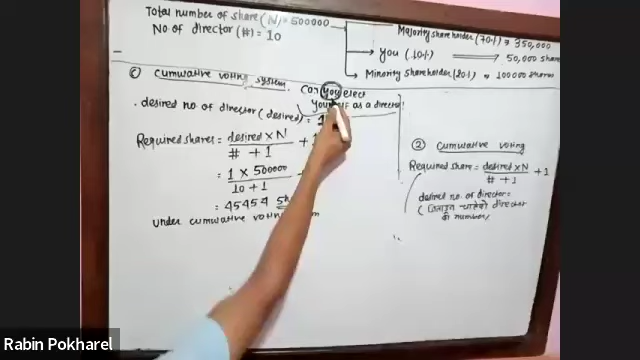 Total number of share (N) = 500000
No of director (#) = 10
Majority shareholder (70%) = 350,000
→ you (10%) ⟹ 50,000 share
→ Minority shareholder (20%) = 100000 shares
C) cumulative voting system. Can you elect
yourself as a director?
desired no. of director (desired) = 1
Required shares = desired × N / # + 1 + 1
= 1 × 500000 / 10 + 1
= 45454
under cumulative voting
② Cumulative voting
Required share = desired × N / # + 1 + 1
desired no. of director =
director
Rabin Pokharel